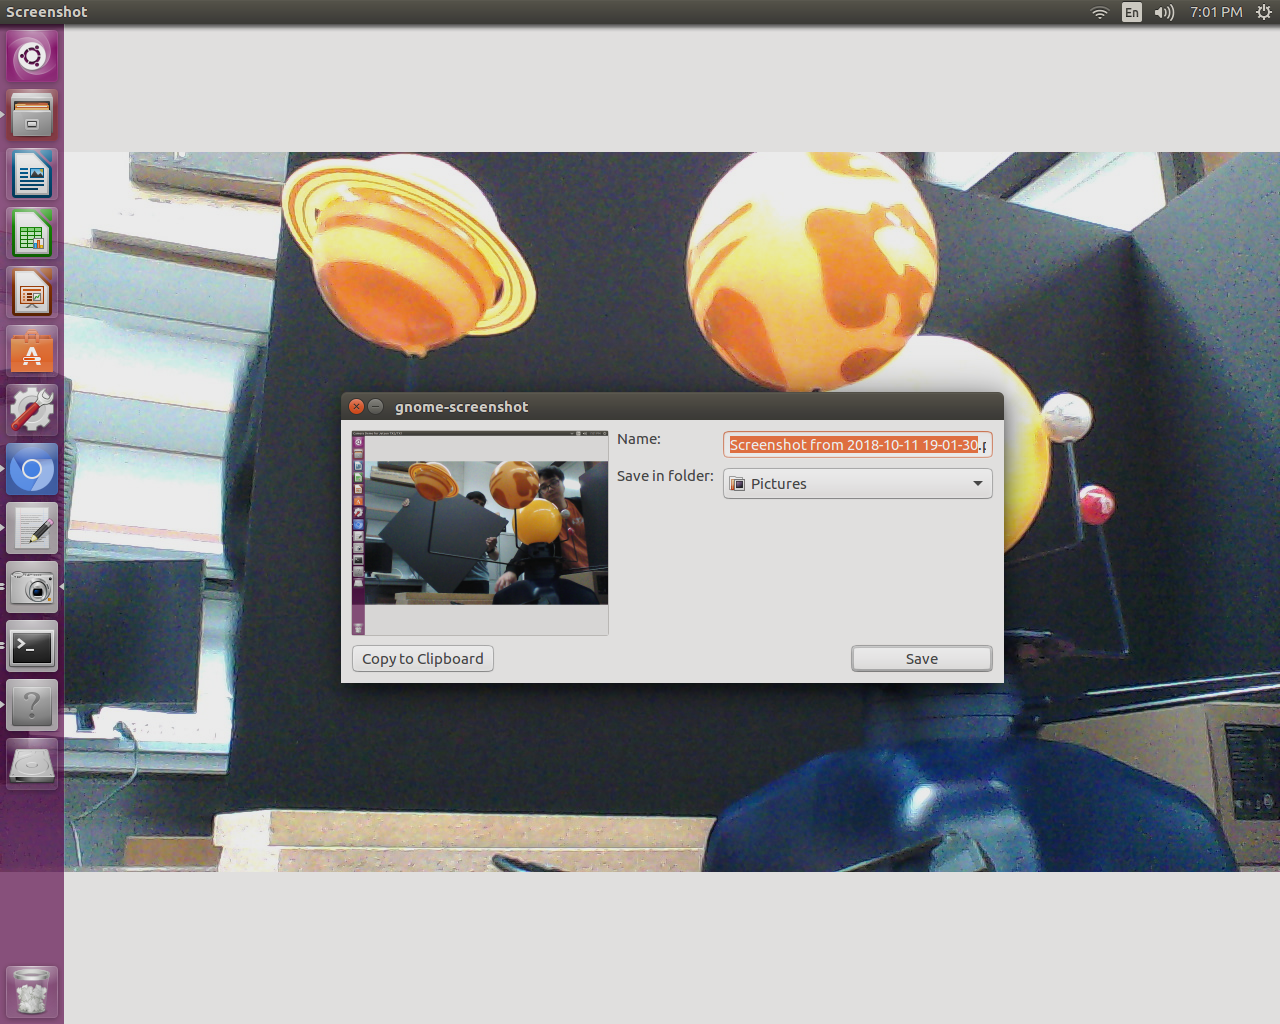 Screenshot
En
7:01 PM
gnome-screenshot
Name:
Screenshot from 2018-10-11 19-01-30.p
Save in folder:
Pictures
Copy to Clipboard
Save